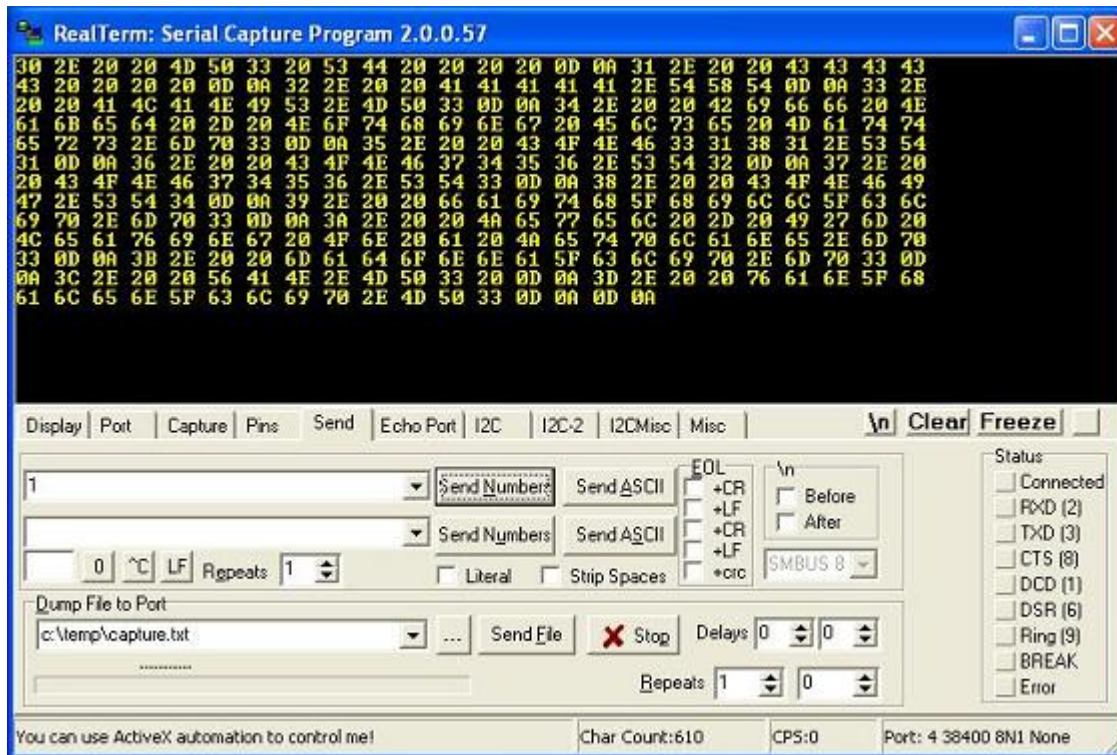 RealTerm: Serial Capture Program 2.0.0.57
30 2E 20 20 4D 50 33 20 53 44 20 20 20 20 0D 0A 31 2E 20 20 43 43 43 43
43 20 20 20 20 0D 0A 32 2E 20 20 41 41 41 41 41 2E 54 58 54 0D 0A 33 2E
20 20 41 4C 41 4E 49 53 2E 4D 50 33 0D 0A 34 2E 20 20 42 69 66 66 20 4E
61 6B 65 64 20 2D 20 4E 6F 74 68 69 6E 67 20 45 6C 73 65 20 4D 61 74 74
65 72 73 2E 6D 70 33 0D 0A 35 2E 20 20 43 4F 4E 46 33 31 38 31 2E 53 54
31 0D 0A 36 2E 20 20 43 4F 4E 46 37 34 35 36 2E 53 54 32 0D 0A 37 2E 20
20 43 4F 4E 46 37 34 35 36 2E 53 54 33 0D 0A 38 2E 20 20 43 4F 4E 46 49
47 2E 53 54 34 0D 0A 39 2E 20 20 66 61 69 74 68 5F 68 69 6C 6C 5F 63 6C
69 70 2E 6D 70 33 0D 0A 3A 2E 20 20 4A 65 77 65 6C 20 2D 20 49 27 6D 20
4C 65 61 76 69 6E 67 20 4F 6E 20 61 20 4A 65 74 70 6C 61 6E 65 2E 6D 70
33 0D 0A 3B 2E 20 20 6D 61 64 6F 6E 6E 61 5F 63 6C 69 70 2E 6D 70 33 0D
0A 3C 2E 20 20 56 41 4E 2E 4D 50 33 20 0D 0A 3D 2E 20 20 76 61 6E 5F 68
61 6C 65 6E 5F 63 6C 69 70 2E 4D 50 33 0D 0A 0D 0A
Display Port Capture Pins Send Echo Port I2C I2C-2 I2CMisc Misc \n Clear Freeze
EOL \n Status
1 Send Numbers Send ASCII +CR Before Connected
+LF After RXD (2)
Send Numbers Send ASCII +CR TXD (3)
+LF CTS (8)
0 ^C LF Repeats 1 Literal Strip Spaces +crc SMBUS 8 DCD (1)
Dump File to Port DSR (6)
c:\temp\capture.txt ... Send File Stop Delays 0 0 Ring (9)
BREAK
Repeats 1 0 Error
You can use ActiveX automation to control me! Char Count:610 CPS:0 Port: 4 38400 8N1 None